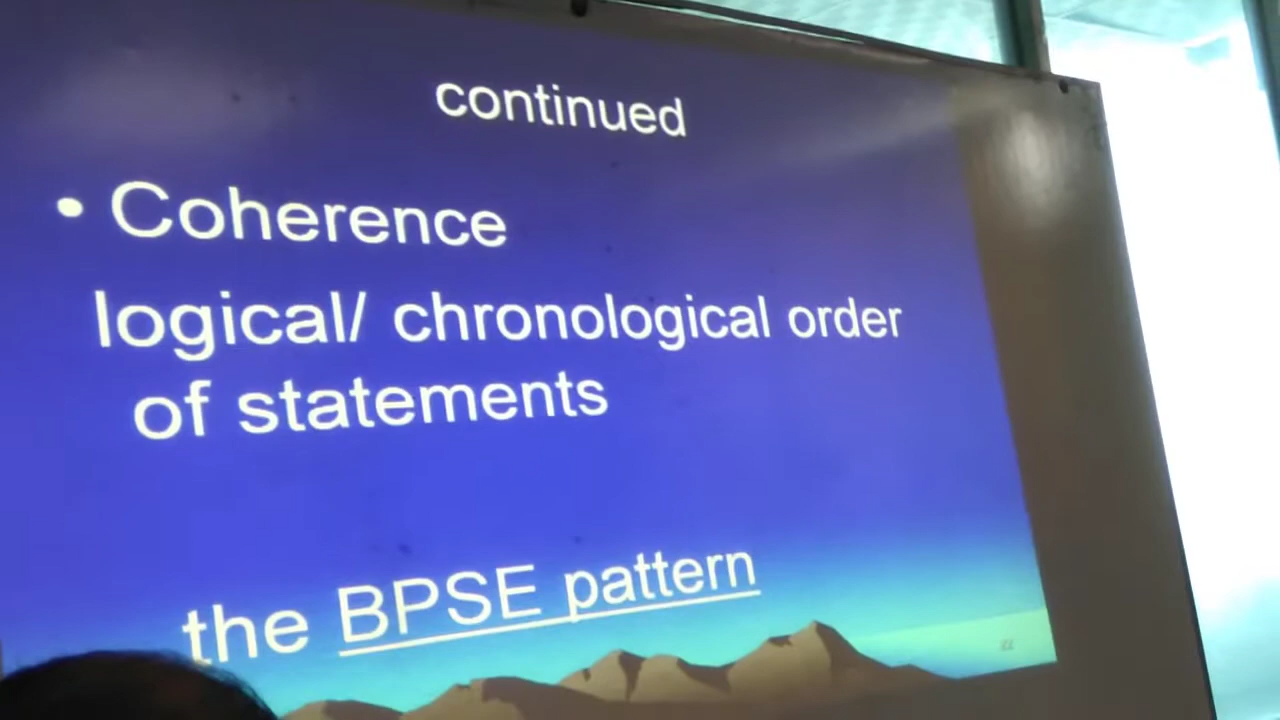 continued
• Coherence
logical/ chronological order
of statements
the BPSE pattern